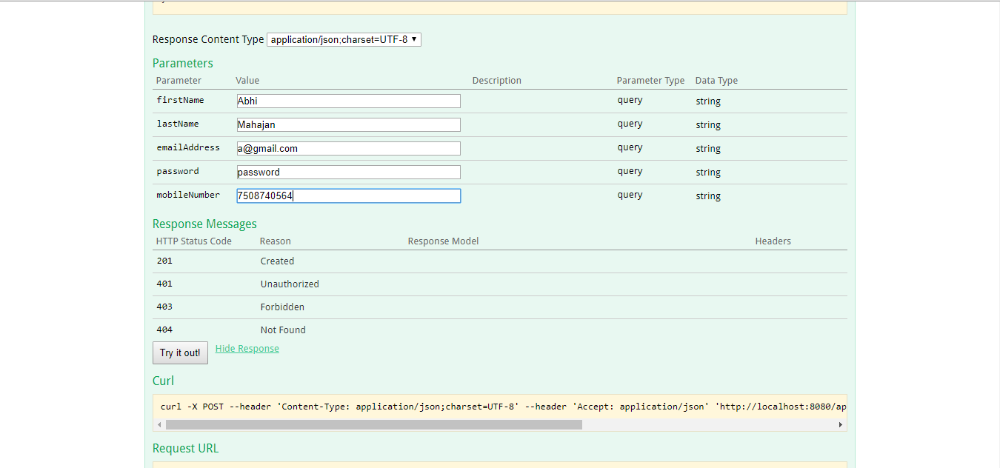 Response Content Type application/json;charset=UTF-8
Parameters
Parameter Value Description Parameter Type Data Type
firstName Abhi query string
lastName Mahajan query string
emailAddress a@gmail.com query string
password password query string
mobileNumber 7508740564 query string
Response Messages
HTTP Status Code Reason Response Model Headers
201 Created
401 Unauthorized
403 Forbidden
404 Not Found
Try it out! Hide Response
Curl
curl -X POST --header 'Content-Type: application/json;charset=UTF-8' --header 'Accept: application/json' 'http://localhost:8080/ap
Request URL